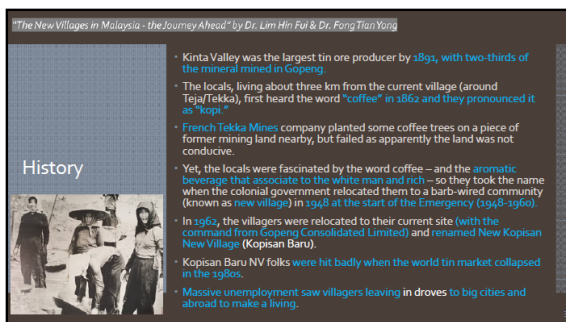 "The New Villages in Malaysia - the Journey Ahead" by Dr. Lim Hin Fui & Dr. Fong Tian Yong
History
• Kinta Valley was the largest tin ore producer by 1891, with two-thirds of
the mineral mined in Gopeng.
• The locals, living about three km from the current village (around
Teja/Tekka), first heard the word "coffee" in 1862 and they pronounced it
as "kopi."
• French Tekka Mines company planted some coffee trees on a piece of
former mining land nearby, but failed as apparently the land was not
conducive.
• Yet, the locals were fascinated by the word coffee – and the aromatic
beverage that associate to the white man and rich – so they took the name
when the colonial government relocated them to a barb-wired community
(known as new village) in 1948 at the start of the Emergency (1948-1960).
• In 1962, the villagers were relocated to their current site (with the
command from Gopeng Consolidated Limited) and renamed New Kopisan
New Village (Kopisan Baru).
• Kopisan Baru NV folks were hit badly when the world tin market collapsed
in the 1980s.
• Massive unemployment saw villagers leaving in droves to big cities and
abroad to make a living.